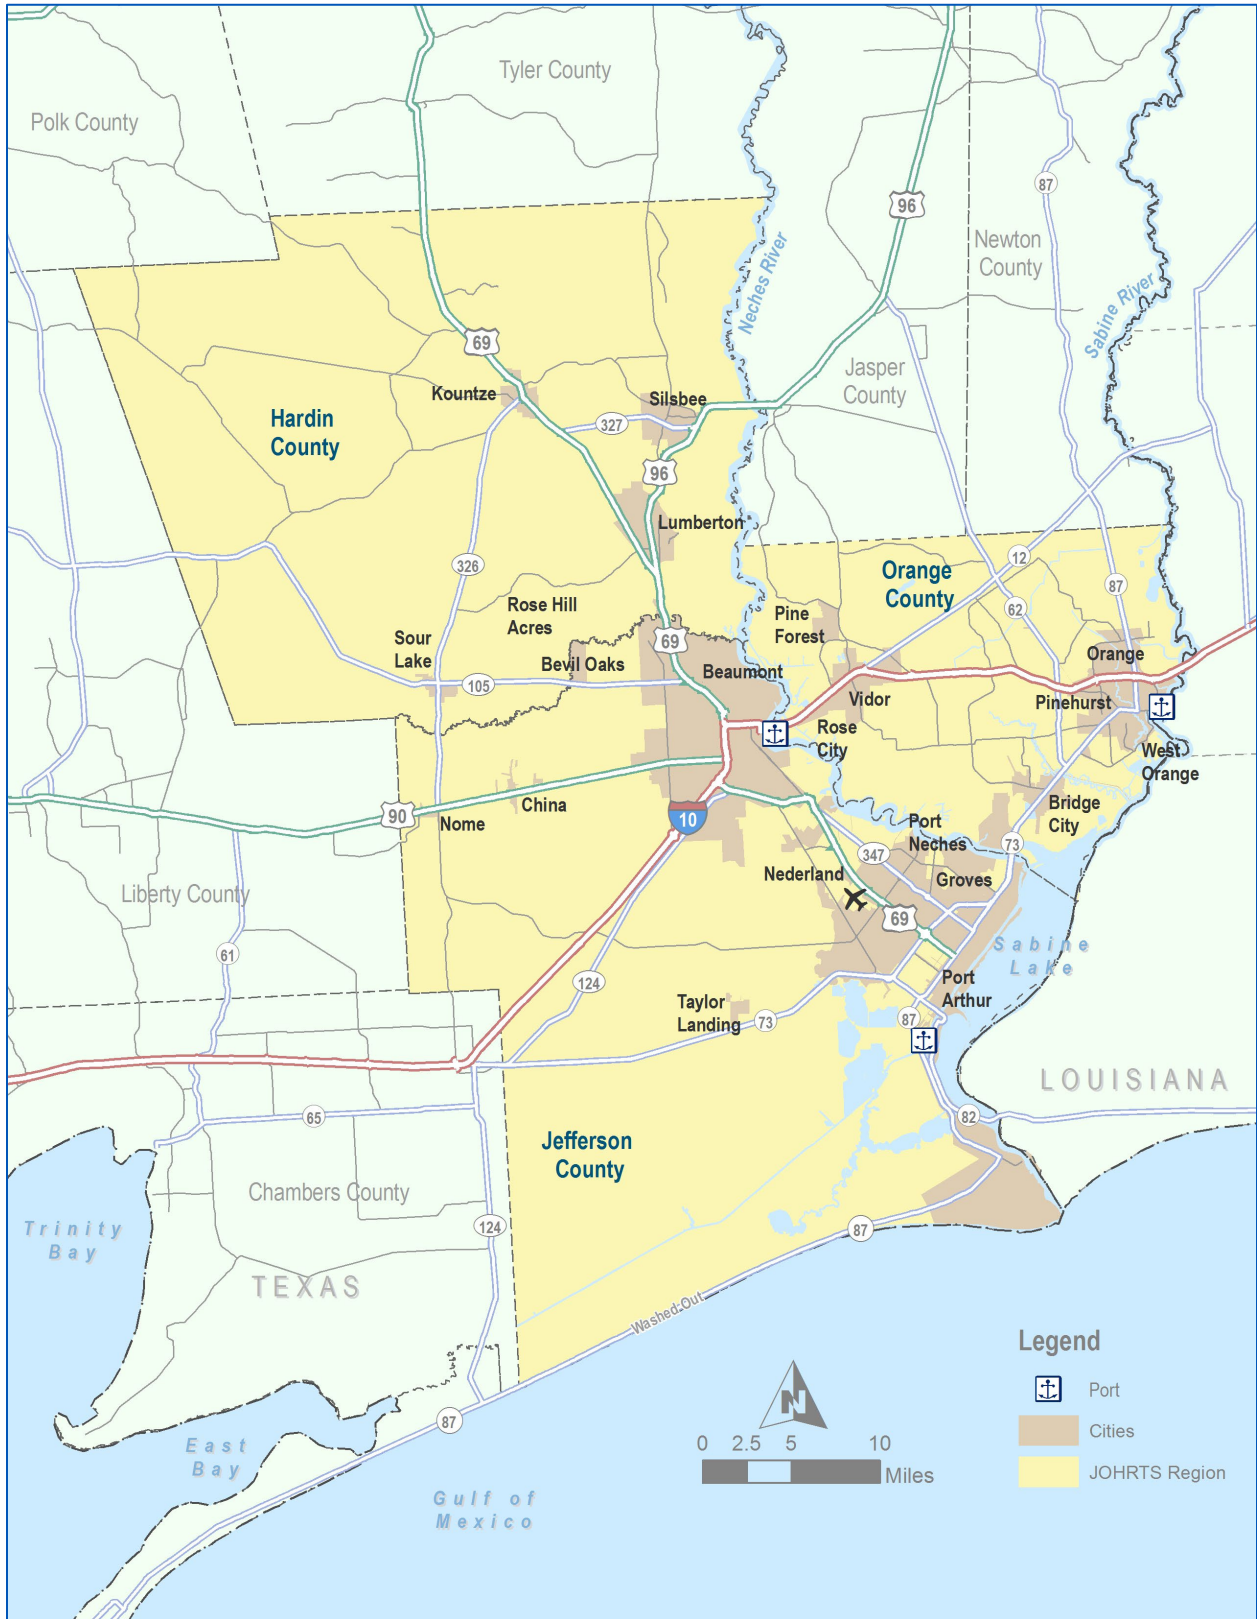 Tyler County
Polk County
87
96
Newton
County
Neches River
Sabine River
69
Jasper
County
Kountze
Silsbee
Hardin
County
327
96
Lumberton
326
12
Orange
County
87
62
Rose Hill
Acres
Pine
Forest
Sour
Lake
69
Bevil Oaks
Beaumont
Orange
105
Vidor
Pinehurst
Rose
City
West
Orange
China
Bridge
City
90
Nome
10
Port
Neches
73
347
Nederland
Groves
Liberty County
69
Sabine
Lake
61
124
Port
Arthur
Taylor
Landing
73
87
LOUISIANA
65
82
Jefferson
County
Chambers County
Trinity
Bay
124
87
TEXAS
Washed Out
Legend
Port
87
Cities
East
Bay
0 2.5 5 10
Miles
JOHRTS Region
Gulf of
Mexico
N